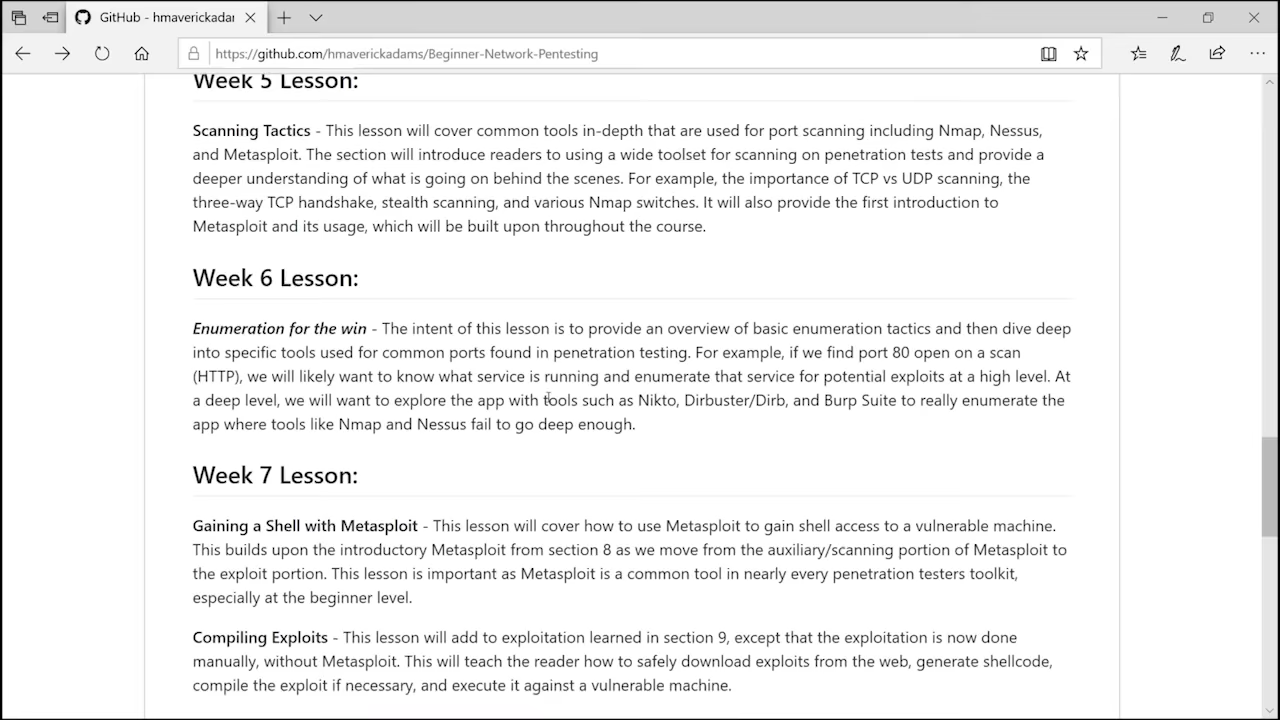 GitHub - hmaverickadar
https://github.com/hmaverickadams/Beginner-Network-Pentesting
Week 5 Lesson:
Scanning Tactics - This lesson will cover common tools in-depth that are used for port scanning including Nmap, Nessus,
and Metasploit. The section will introduce readers to using a wide toolset for scanning on penetration tests and provide a
deeper understanding of what is going on behind the scenes. For example, the importance of TCP vs UDP scanning, the
three-way TCP handshake, stealth scanning, and various Nmap switches. It will also provide the first introduction to
Metasploit and its usage, which will be built upon throughout the course.
Week 6 Lesson:
Enumeration for the win - The intent of this lesson is to provide an overview of basic enumeration tactics and then dive deep
into specific tools used for common ports found in penetration testing. For example, if we find port 80 open on a scan
(HTTP), we will likely want to know what service is running and enumerate that service for potential exploits at a high level. At
a deep level, we will want to explore the app with tools such as Nikto, Dirbuster/Dirb, and Burp Suite to really enumerate the
app where tools like Nmap and Nessus fail to go deep enough.
Week 7 Lesson:
Gaining a Shell with Metasploit - This lesson will cover how to use Metasploit to gain shell access to a vulnerable machine.
This builds upon the introductory Metasploit from section 8 as we move from the auxiliary/scanning portion of Metasploit to
the exploit portion. This lesson is important as Metasploit is a common tool in nearly every penetration testers toolkit,
especially at the beginner level.
Compiling Exploits - This lesson will add to exploitation learned in section 9, except that the exploitation is now done
manually, without Metasploit. This will teach the reader how to safely download exploits from the web, generate shellcode,
compile the exploit if necessary, and execute it against a vulnerable machine.